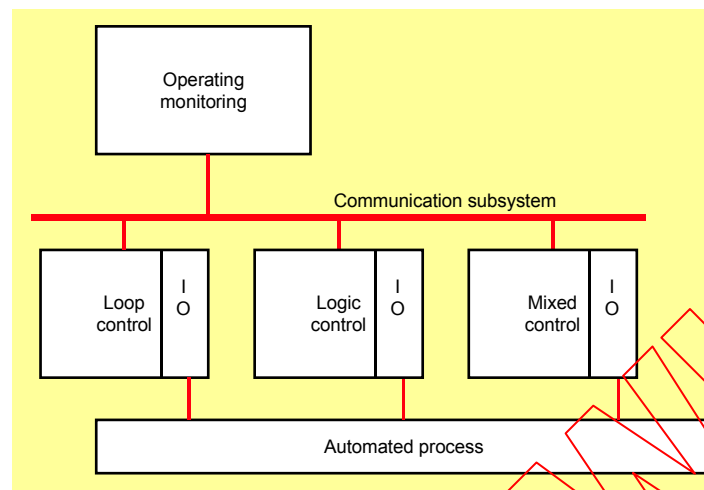 Operating
monitoring
Communication subsystem
Loop
control
I
O
Logic
control
I
O
Mixed
control
I
O
Automated process